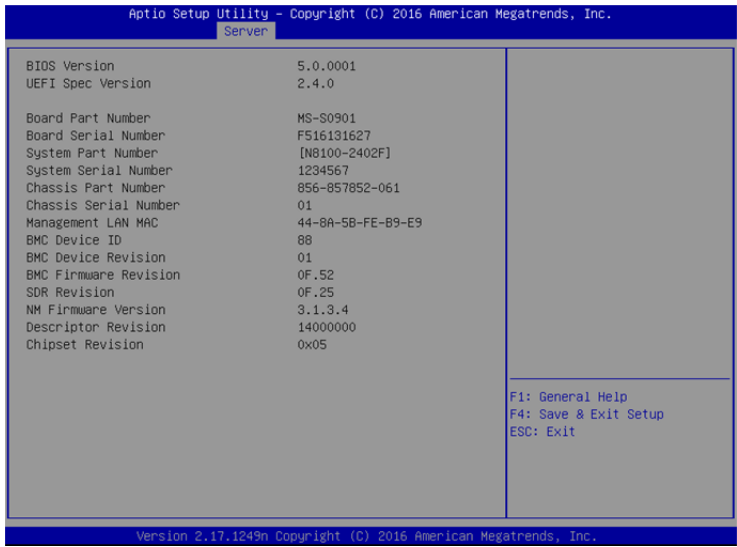 Aptio Setup Utility – Copyright (C) 2016 American Megatrends, Inc.
Server
BIOS Version 5.0.0001
UEFI Spec Version 2.4.0
Board Part Number MS-S0901
Board Serial Number F516131627
System Part Number [N8100-2402F]
System Serial Number 1234567
Chassis Part Number 856-857852-061
Chassis Serial Number 01
Management LAN MAC 44-8A-5B-FE-B9-E9
BMC Device ID 88
BMC Device Revision 01
BMC Firmware Revision 0F.52
SDR Revision 0F.25
NM Firmware Version 3.1.3.4
Descriptor Revision 14000000
Chipset Revision 0x05
F1: General Help
F4: Save & Exit Setup
ESC: Exit
Version 2.17.1249n Copyright (C) 2016 American Megatrends, Inc.